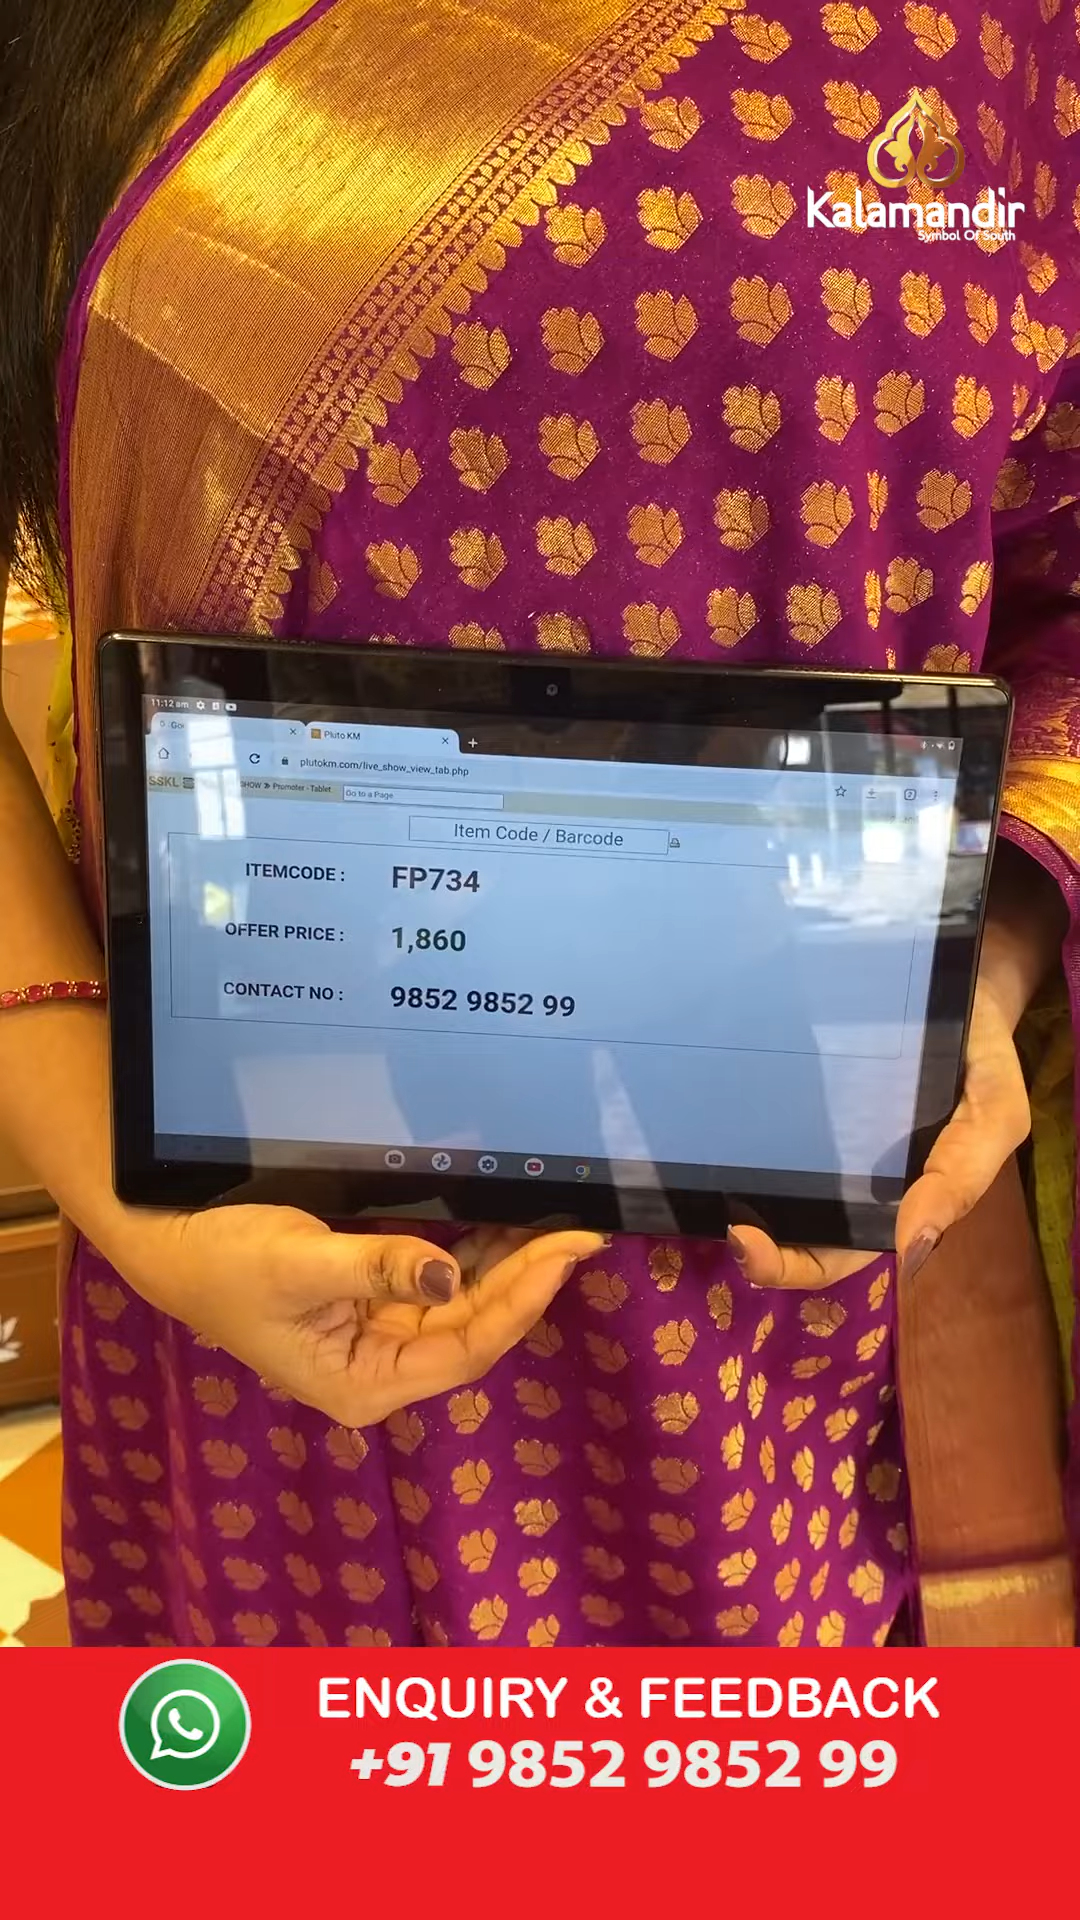 Kalamandir
Symbol Of South
11:12 am
Pluto KM
plutokm.com/live_show_view_tab.php
SSKL
SHOW » Promoter - Tablet
Go to a Page
Item Code / Barcode
ITEMCODE : FP734
OFFER PRICE : 1,860
CONTACT NO : 9852 9852 99
ENQUIRY & FEEDBACK
+91 9852 9852 99